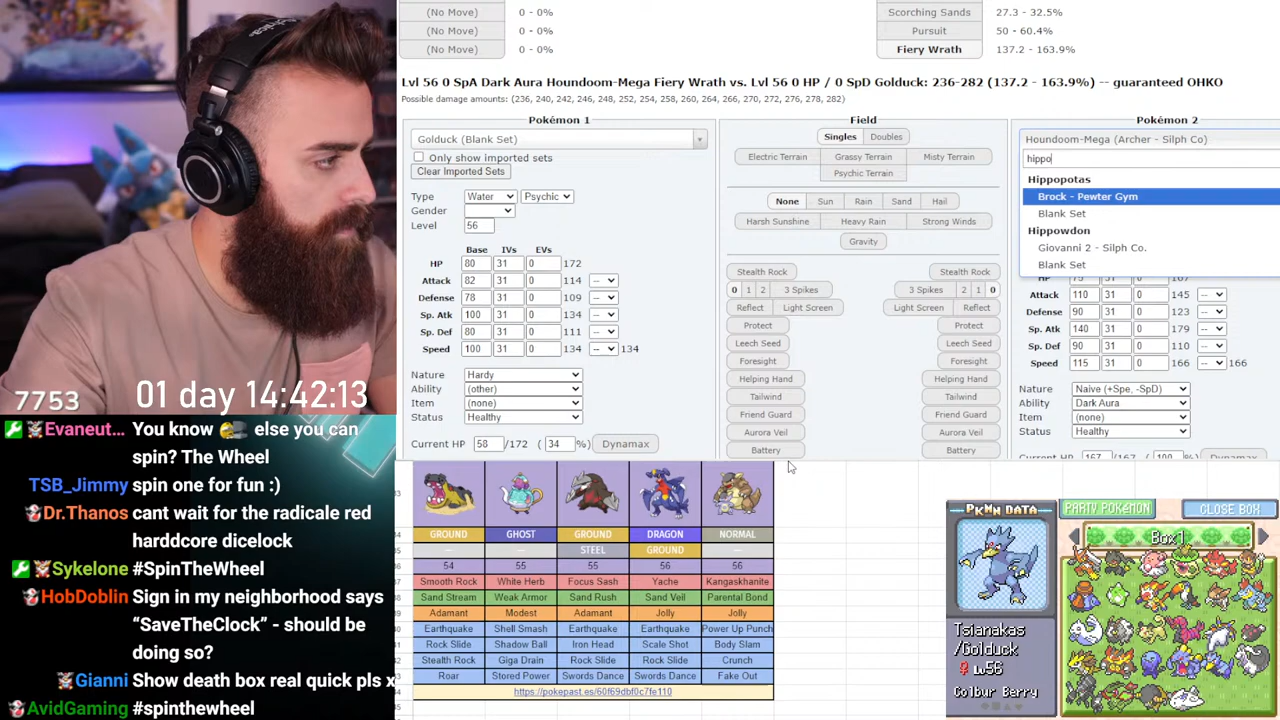 (No Move) 0 - 0%
(No Move) 0 - 0%
(No Move) 0 - 0%
Scorching Sands 27.3 - 32.5%
Pursuit 50 - 60.4%
Fiery Wrath 137.2 - 163.9%
Lvl 56 0 SpA Dark Aura Houndoom-Mega Fiery Wrath vs. Lvl 56 0 HP / 0 SpD Golduck: 236-282 (137.2 - 163.9%) -- guaranteed OHKO
Possible damage amounts: (236, 240, 242, 246, 248, 252, 254, 258, 260, 264, 266, 270, 272, 276, 278, 282)
Pokémon 1
Golduck (Blank Set)
Only show imported sets
Clear Imported Sets
Type Water Psychic
Gender
Level 56
Base IVs EVs
HP 80 31 0 172
Attack 82 31 0 114 --
Defense 78 31 0 109 --
Sp. Atk 100 31 0 134 --
Sp. Def 80 31 0 111 --
Speed 100 31 0 134 -- 134
Nature Hardy
Ability (other)
Item (none)
Status Healthy
Current HP 58 /172 ( 34 %) Dynamax
Field
Singles Doubles
Electric Terrain Grassy Terrain Misty Terrain
Psychic Terrain
None Sun Rain Sand Hail
Harsh Sunshine Heavy Rain Strong Winds
Gravity
Stealth Rock Stealth Rock
0 1 2 3 Spikes 3 Spikes 2 1 0
Reflect Light Screen Light Screen Reflect
Protect Protect
Leech Seed Leech Seed
Foresight Foresight
Helping Hand Helping Hand
Tailwind Tailwind
Friend Guard Friend Guard
Aurora Veil Aurora Veil
Battery Battery
Pokémon 2
Houndoom-Mega (Archer - Silph Co)
hippo
Hippopotas
Brock - Pewter Gym
Blank Set
Hippowdon
Giovanni 2 - Silph Co.
Blank Set
Attack 110 31 0 145 --
Defense 90 31 0 123 --
Sp. Atk 140 31 0 179 --
Sp. Def 90 31 0 110 --
Speed 115 31 0 166 -- 166
Nature Naive (+Spe, -SpD)
Ability Dark Aura
Item (none)
Status Healthy
7753 01 day 14:42:13
Evaneut... You know else you can
spin? The Wheel
TSB_Jimmy spin one for fun :)
Dr.Thanos cant wait for the radicale red
harddcore dicelock
Sykelone #SpinTheWheel
HobDoblin Sign in my neighborhood says
“SaveTheClock” - should be
doing so?
Gianni Show death box real quick pls x
AvidGaming #spinthewheel
GROUND GHOST GROUND DRAGON NORMAL
— — STEEL GROUND —
54 55 55 56 56
Smooth Rock White Herb Focus Sash Yache Kangaskhanite
Sand Stream Weak Armor Sand Rush Sand Veil Parental Bond
Adamant Modest Adamant Jolly Jolly
Earthquake Shell Smash Earthquake Earthquake Power Up Punch
Rock Slide Shadow Ball Iron Head Scale Shot Body Slam
Stealth Rock Giga Drain Rock Slide Rock Slide Crunch
Roar Stored Power Swords Dance Swords Dance Fake Out
https://pokepast.es/60f69dbf0c7fe110
PKMN DATA
PARTY POKéMON
CLOSE BOX
Box1
Tsianakas
/Golduck
♀ Lv56
Colbur Berry